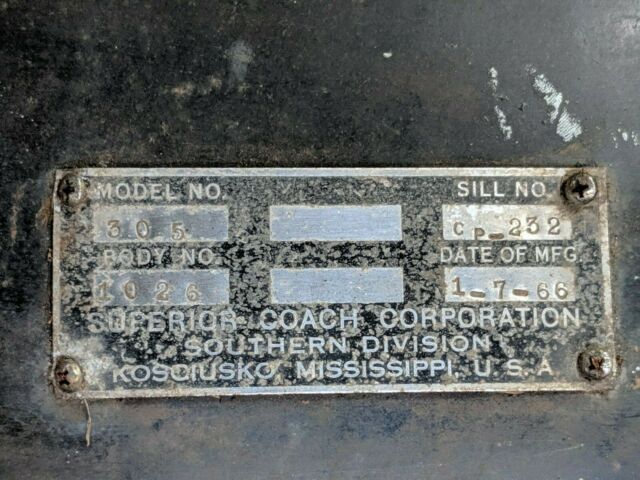 MODEL NO. SILL NO.
305 CP-232
BODY NO. DATE OF MFG.
1026 1-7-66
SUPERIOR COACH CORPORATION
SOUTHERN DIVISION
KOSCIUSKO, MISSISSIPPI, U.S.A.